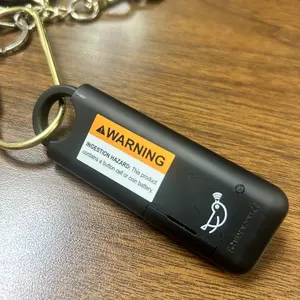 ⚠WARNING
INGESTION HAZARD: This product
contains a button cell or coin battery.